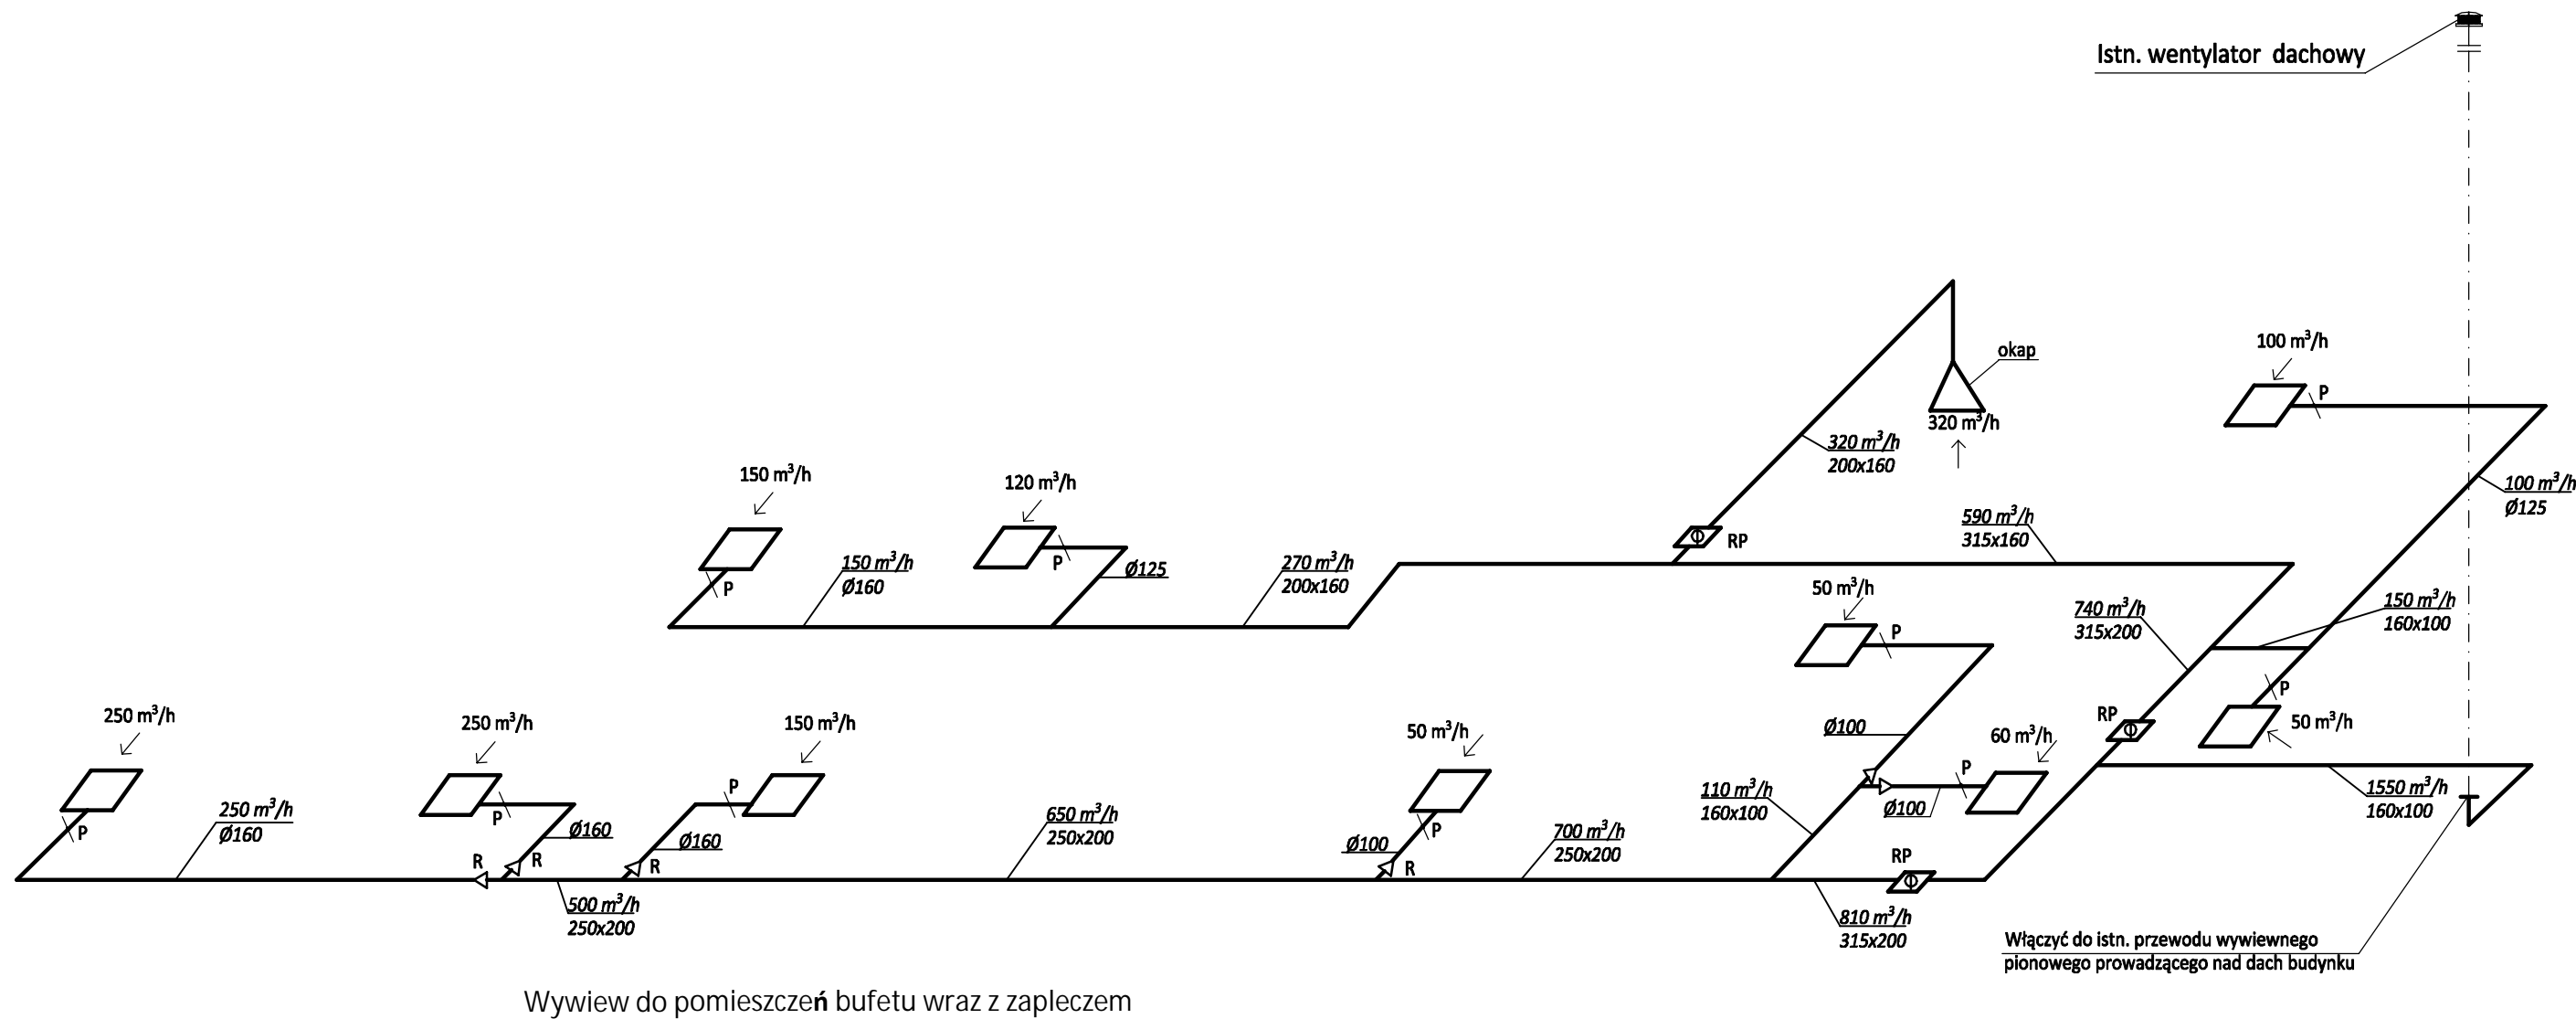 Istn. wentylator dachowy
100 m³/h
P
okap
320 m³/h
320 m³/h
200x160
100 m³/h
Ø125
150 m³/h
120 m³/h
590 m³/h
315x160
RP
P
P
150 m³/h
Ø160
Ø125
270 m³/h
200x160
50 m³/h
P
740 m³/h
315x200
150 m³/h
160x100
P
50 m³/h
RP
250 m³/h
250 m³/h
150 m³/h
50 m³/h
Ø100
60 m³/h
P
P
P
P
P
250 m³/h
Ø160
Ø160
Ø160
650 m³/h
250x200
Ø100
700 m³/h
250x200
110 m³/h
160x100
Ø100
1550 m³/h
160x100
R
R
R
R
RP
500 m³/h
250x200
810 m³/h
315x200
Włączyć do istn. przewodu wywiewnego
pionowego prowadzącego nad dach budynku
Wywiew do pomieszczeń bufetu wraz z zapleczem